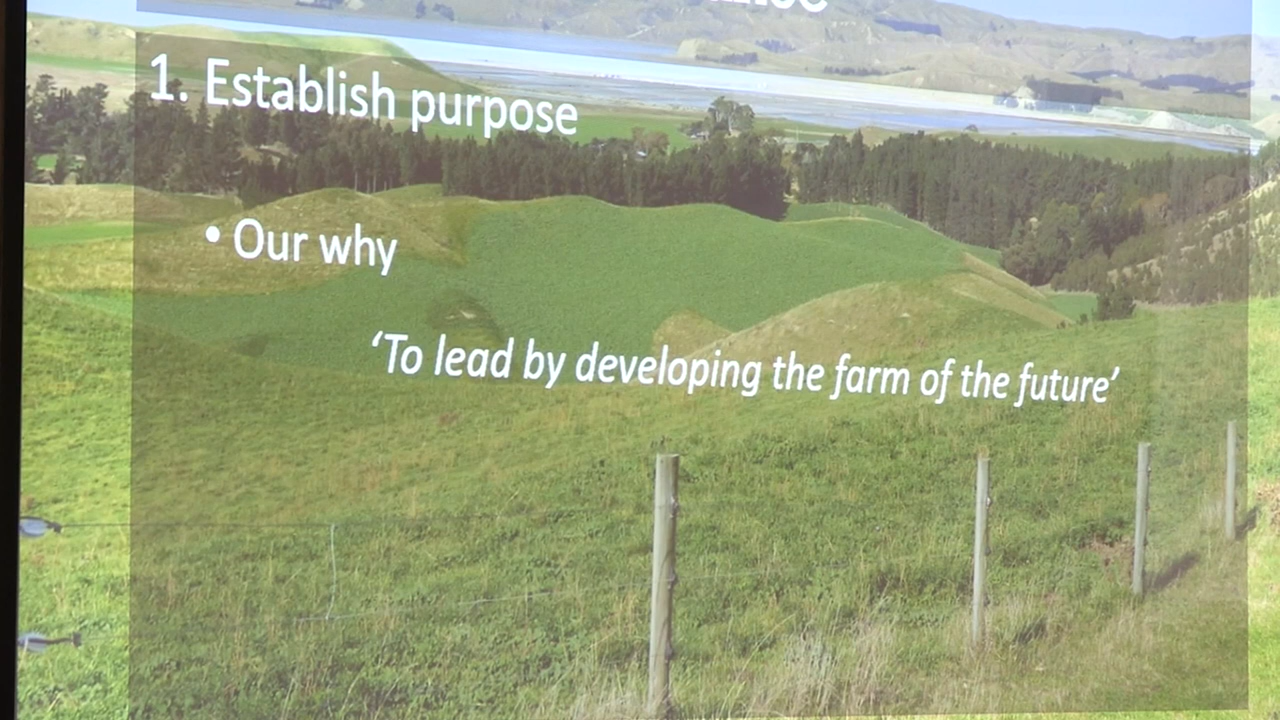 1. Establish purpose
• Our why
‘To lead by developing the farm of the future’